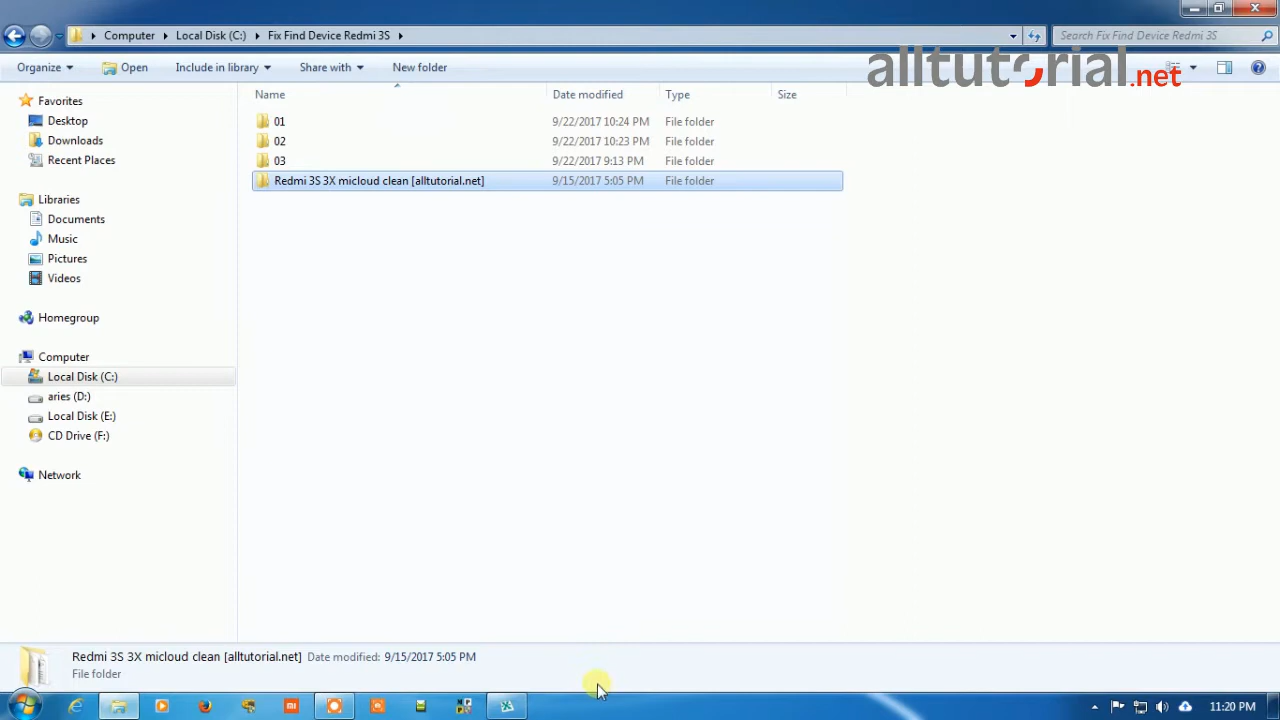 Computer Local Disk (C:) Fix Find Device Redmi 3S
Search Fix Find Device Redmi 3S
alltutorial.net
Organize Open Include in library Share with New folder
Name Date modified Type Size
01 9/22/2017 10:24 PM File folder
02 9/22/2017 10:23 PM File folder
03 9/22/2017 9:13 PM File folder
Redmi 3S 3X micloud clean [alltutorial.net] 9/15/2017 5:05 PM File folder
Favorites
Desktop
Downloads
Recent Places
Libraries
Documents
Music
Pictures
Videos
Homegroup
Computer
Local Disk (C:)
aries (D:)
Local Disk (E:)
CD Drive (F:)
Network
Redmi 3S 3X micloud clean [alltutorial.net] Date modified: 9/15/2017 5:05 PM
File folder
11:20 PM